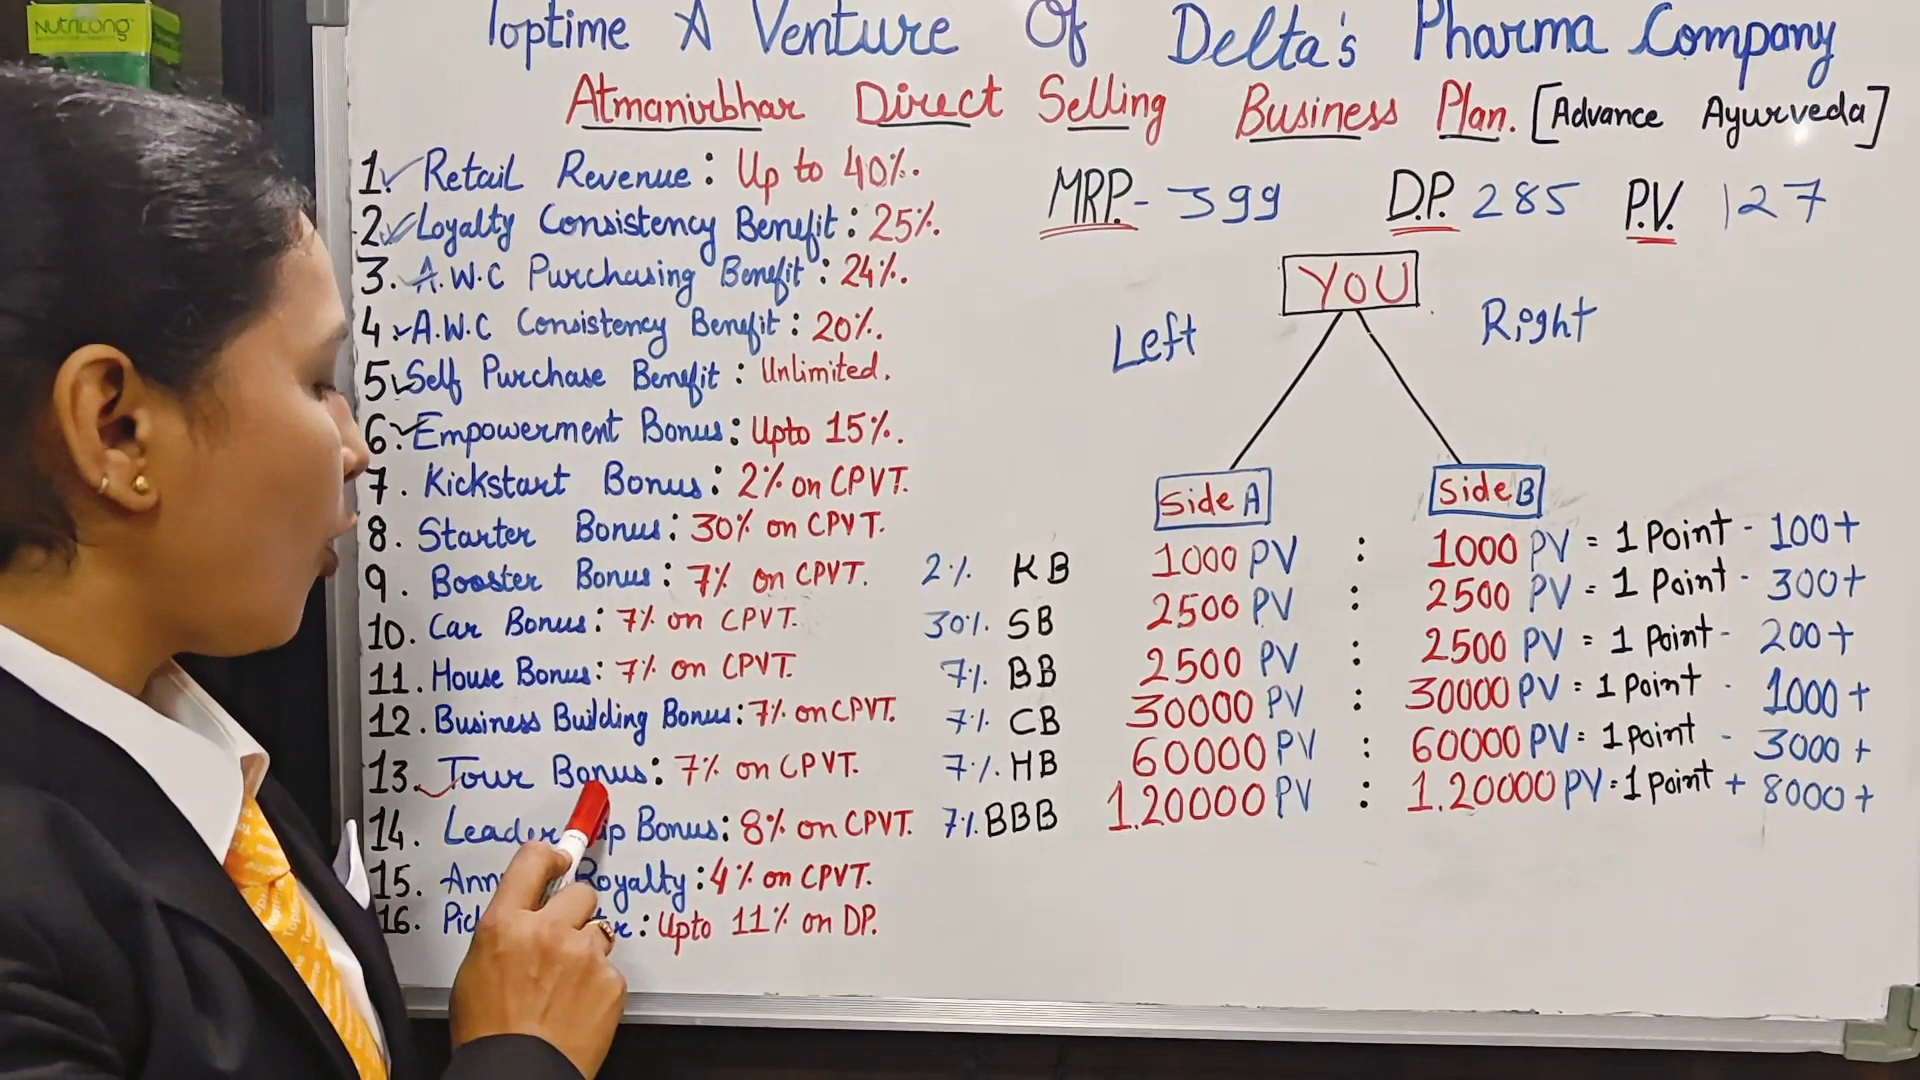 NUTRILONG
Toptime A Venture Of Delta's Pharma Company
Atmanirbhar Direct Selling Business Plan. [Advance Ayurveda]
1. Retail Revenue: Up to 40%.
2. Loyalty Consistency Benefit: 25%.
3. A.W.C Purchasing Benefit: 24%.
4. A.W.C Consistency Benefit: 20%.
5. Self Purchase Benefit: Unlimited.
6. Empowerment Bonus: Upto 15%.
7. Kickstart Bonus: 2% on CPVT.
8. Starter Bonus: 30% on CPVT.
9. Booster Bonus: 7% on CPVT.
10. Car Bonus: 7% on CPVT.
11. House Bonus: 7% on CPVT.
12. Business Building Bonus: 7% on CPVT.
13. Tour Bonus: 7% on CPVT.
14. Bonus: 8% on CPVT.
15. Royalty: 4% on CPVT.
16. : Upto 11% on DP.
MRP.- 399 D.P. 285 P.V. 127
YOU
Left Right
Side A Side B
2% KB 1000 PV : 1000 PV = 1 Point - 100+
30% SB 2500 PV : 2500 PV = 1 Point - 300+
7% BB 2500 PV : 2500 PV = 1 Point - 200+
7% CB 30000 PV : 30000 PV = 1 Point - 1000+
7% HB 60000 PV : 60000 PV = 1 Point - 3000+
7% BBB 1.20000 PV : 1.20000 PV = 1 Point + 8000+